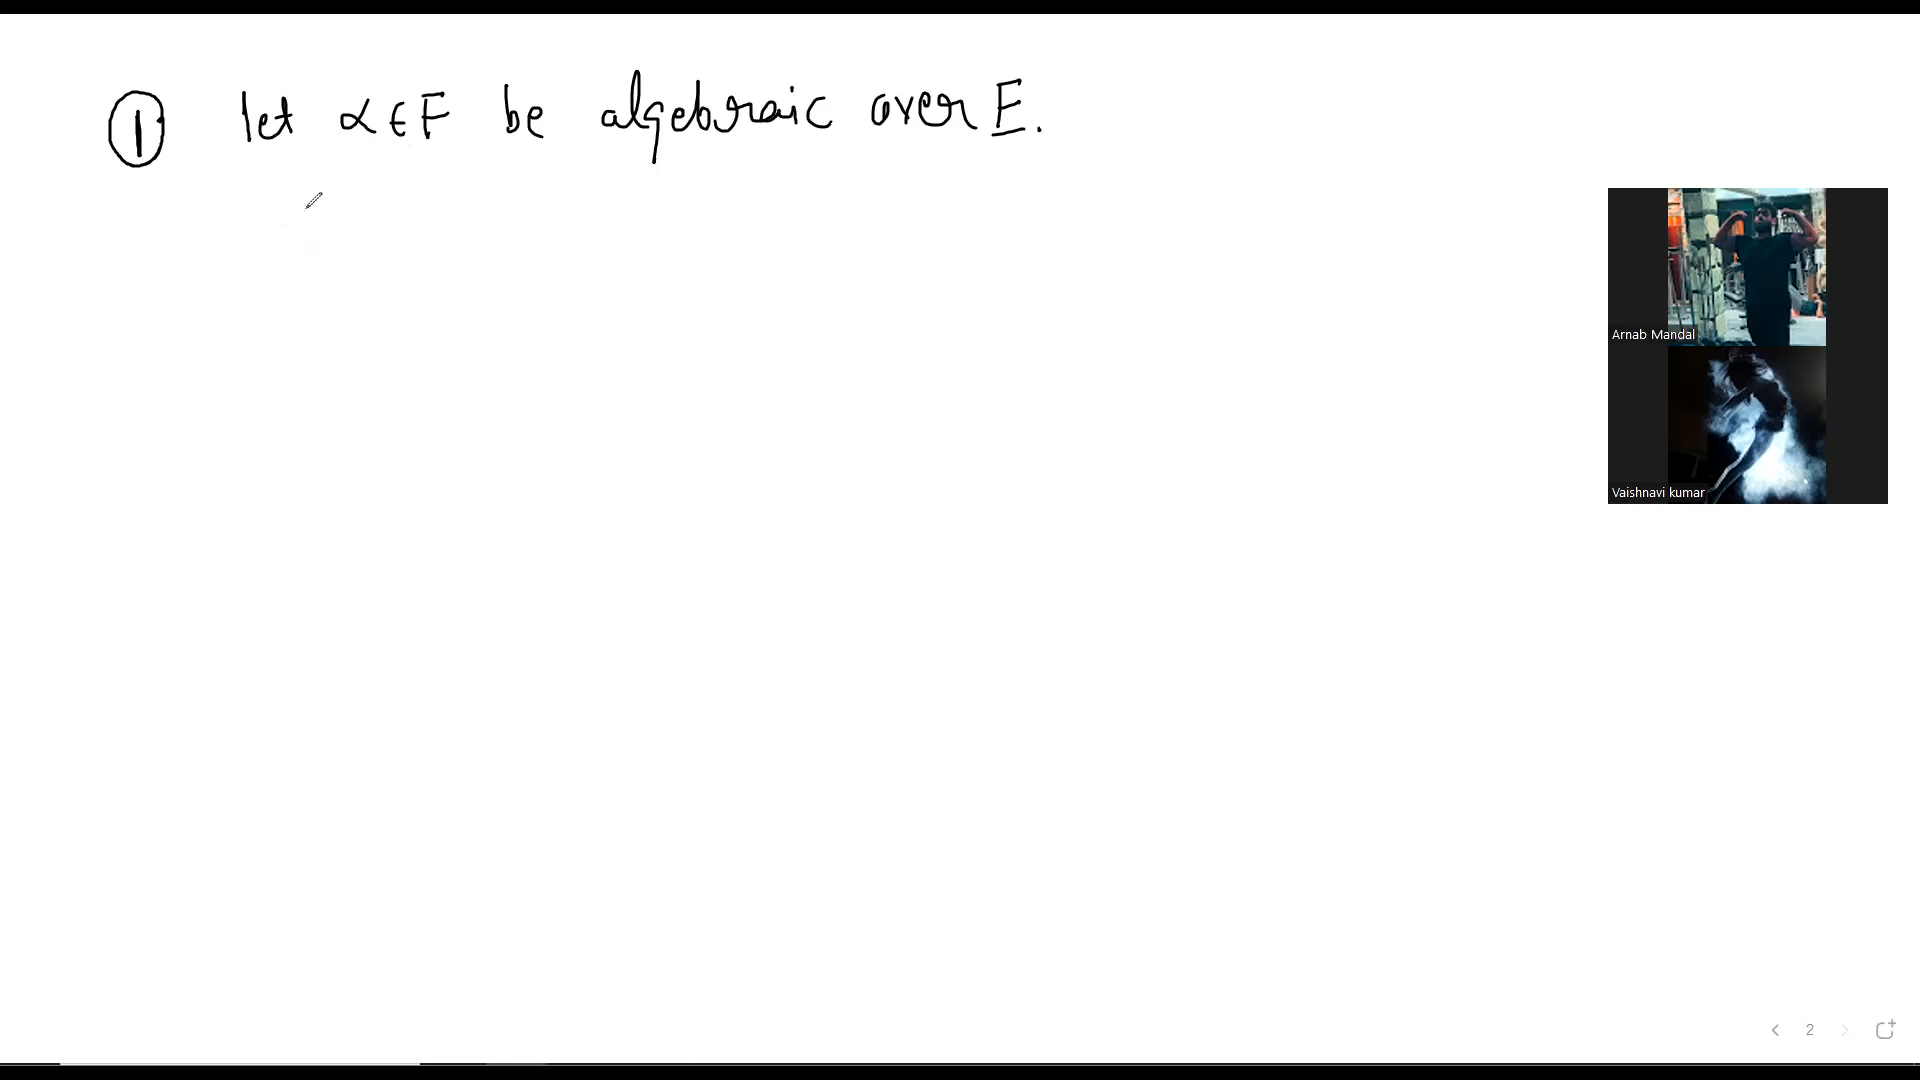 ① let α ∈ F be algebraic over E.
Arnab Mandal
Vaishnavi kumar
2